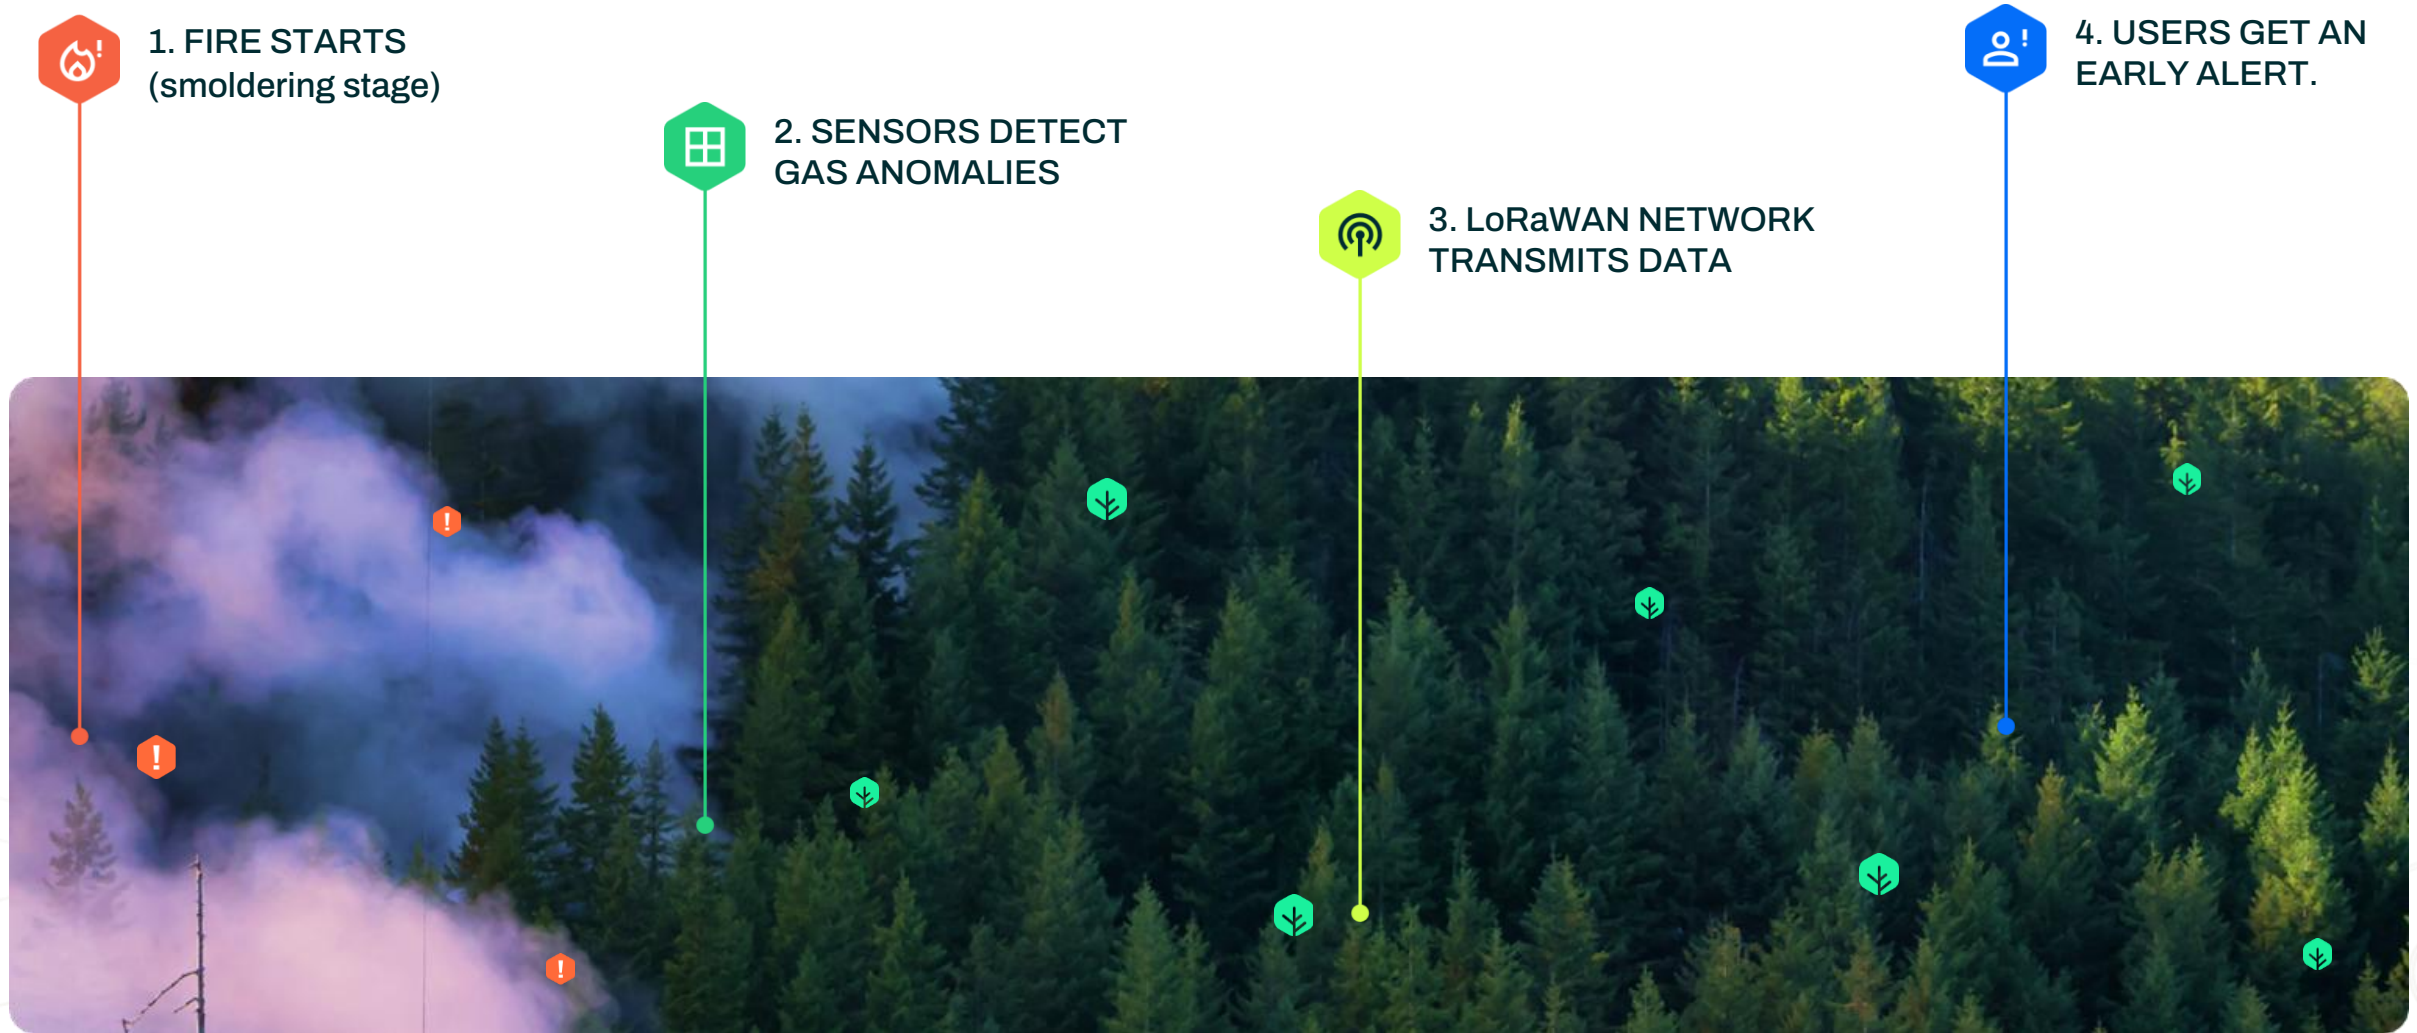 1. FIRE STARTS
(smoldering stage)
2. SENSORS DETECT
GAS ANOMALIES
3. LoRaWAN NETWORK
TRANSMITS DATA
4. USERS GET AN
EARLY ALERT.